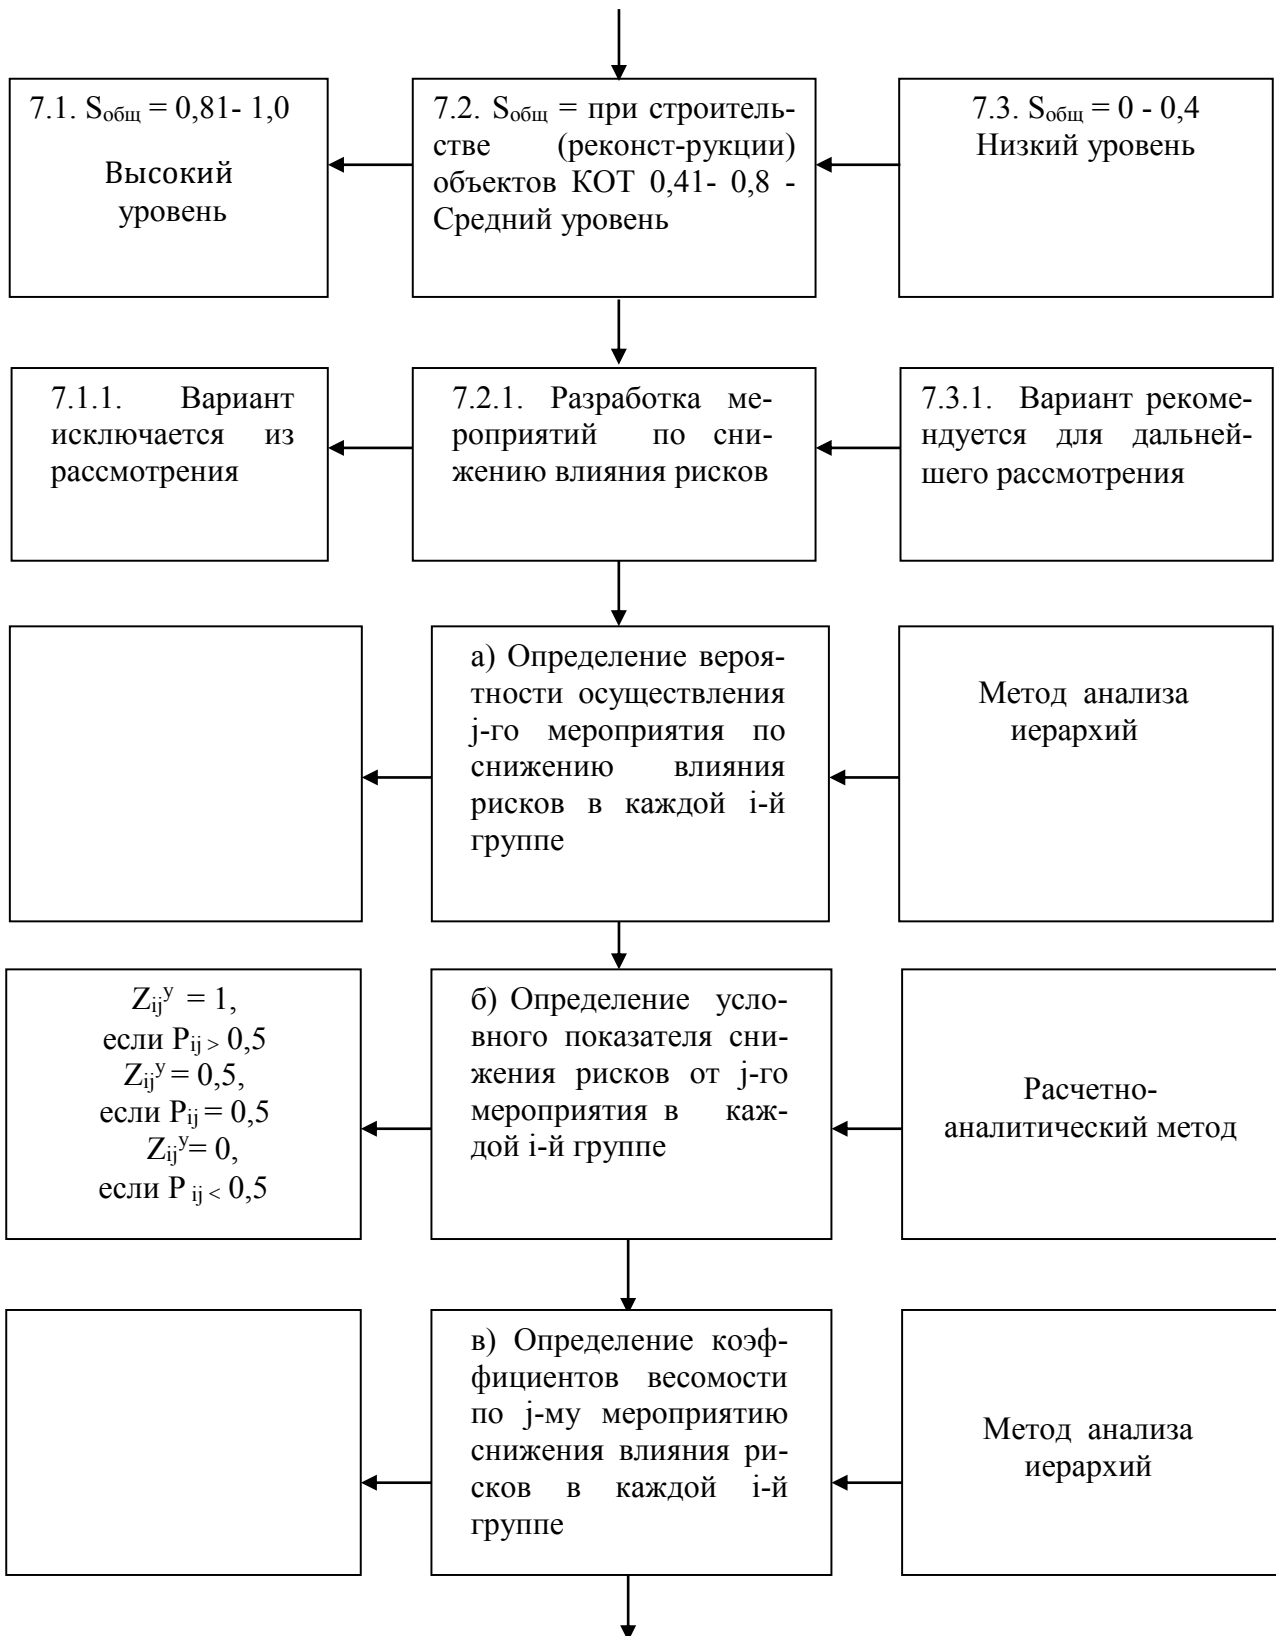 7.1. Sобщ = 0,81- 1,0
Высокий
уровень
7.2. Sобщ = при строитель-
стве (реконст-рукции)
объектов КОТ 0,41- 0,8 -
Средний уровень
7.3. Sобщ = 0 - 0,4
Низкий уровень
7.1.1. Вариант
исключается из
рассмотрения
7.2.1. Разработка ме-
роприятий по сни-
жению влияния рисков
7.3.1. Вариант рекоме-
ндуется для дальней-
шего рассмотрения
а) Определение вероя-
тности осуществления
j-го мероприятия по
снижению влияния
рисков в каждой i-й
группе
Метод анализа
иерархий
Zijʸ = 1,
если Pij > 0,5
Zijʸ = 0,5,
если Pij = 0,5
Zijʸ= 0,
если P ij < 0,5
б) Определение усло-
вного показателя сни-
жения рисков от j-го
мероприятия в каж-
дой i-й группе
Расчетно-
аналитический метод
в) Определение коэф-
фициентов весомости
по j-му мероприятию
снижения влияния ри-
сков в каждой i-й
группе
Метод анализа
иерархий